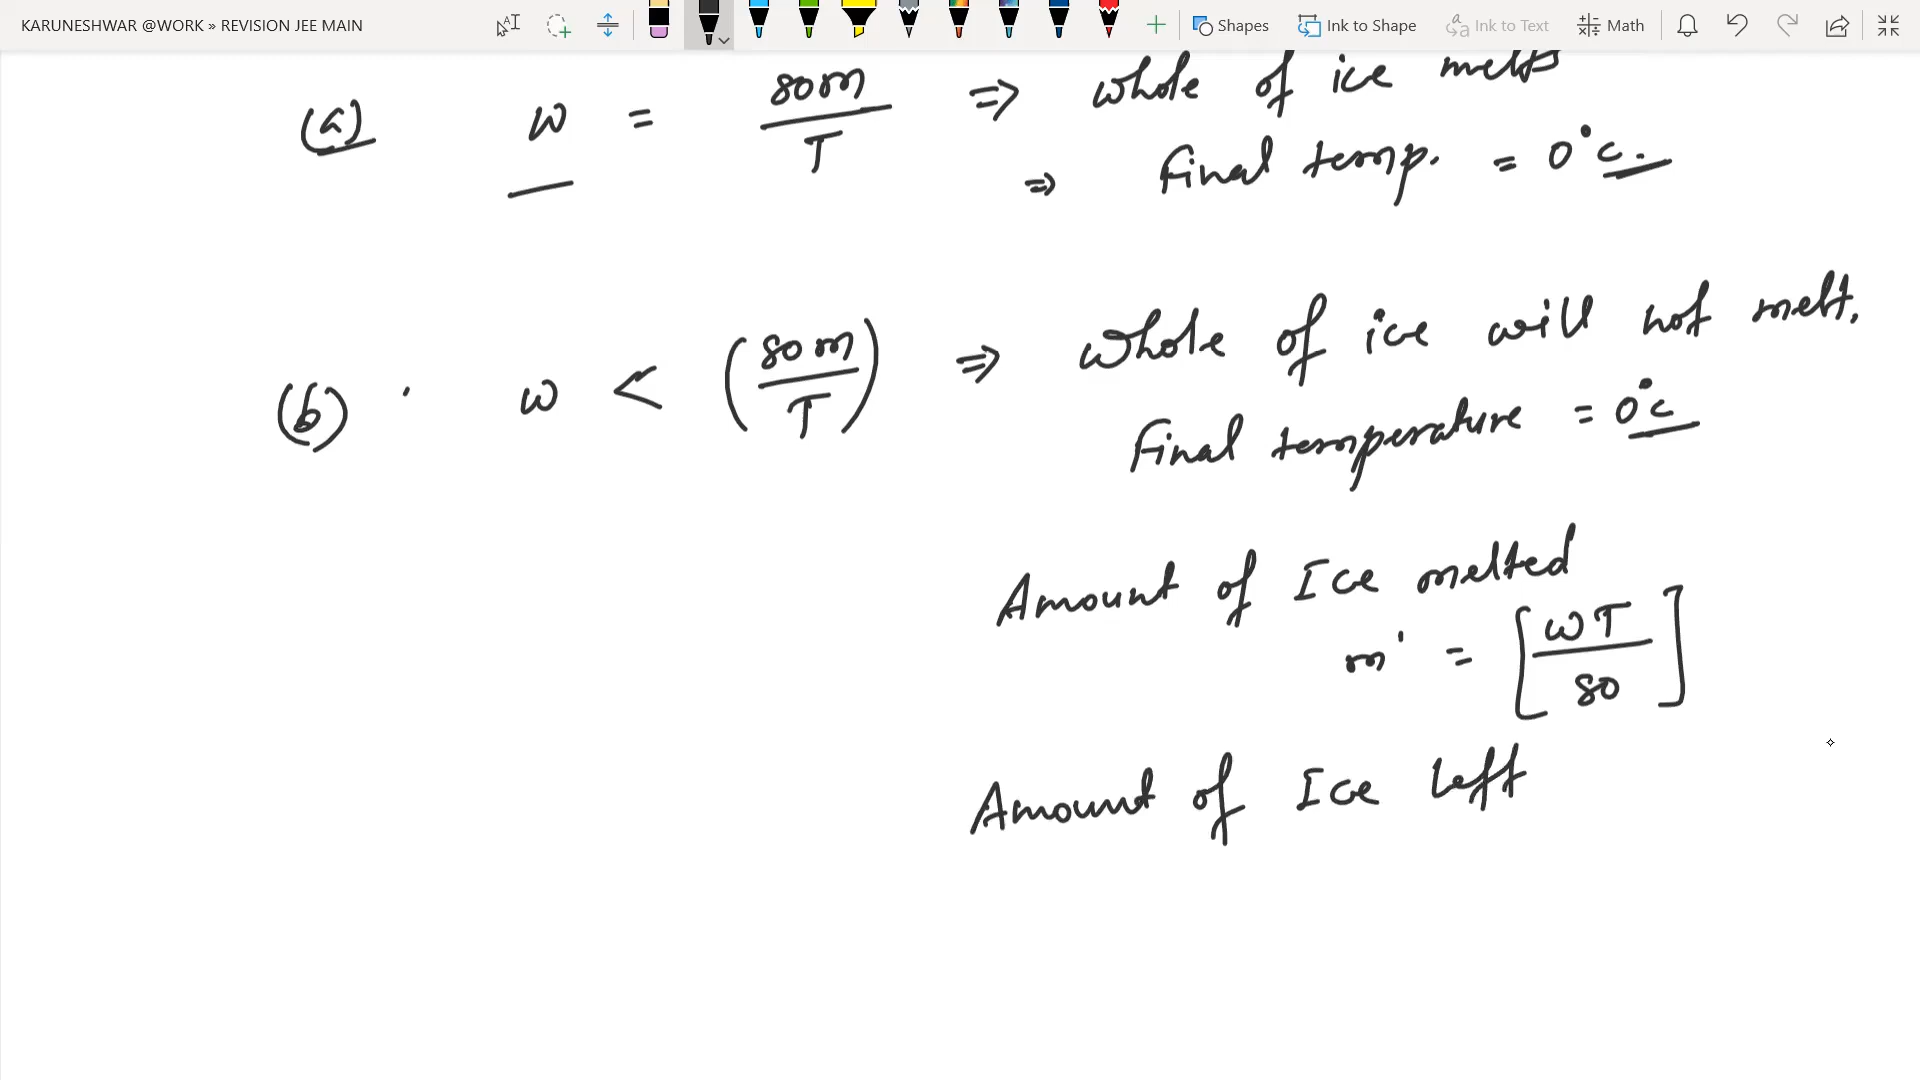 KARUNESHWAR @WORK » REVISION JEE MAIN Shapes Ink to Shape Ink to Text Math
(a) w = 80m/T ⇒ whole of ice melts
⇒ final temp. = 0°c.
(b) . w < (80m/T) ⇒ whole of ice will not melt.
final temperature = 0°c
Amount of Ice melted
m' = [wT/80]
Amount of Ice left